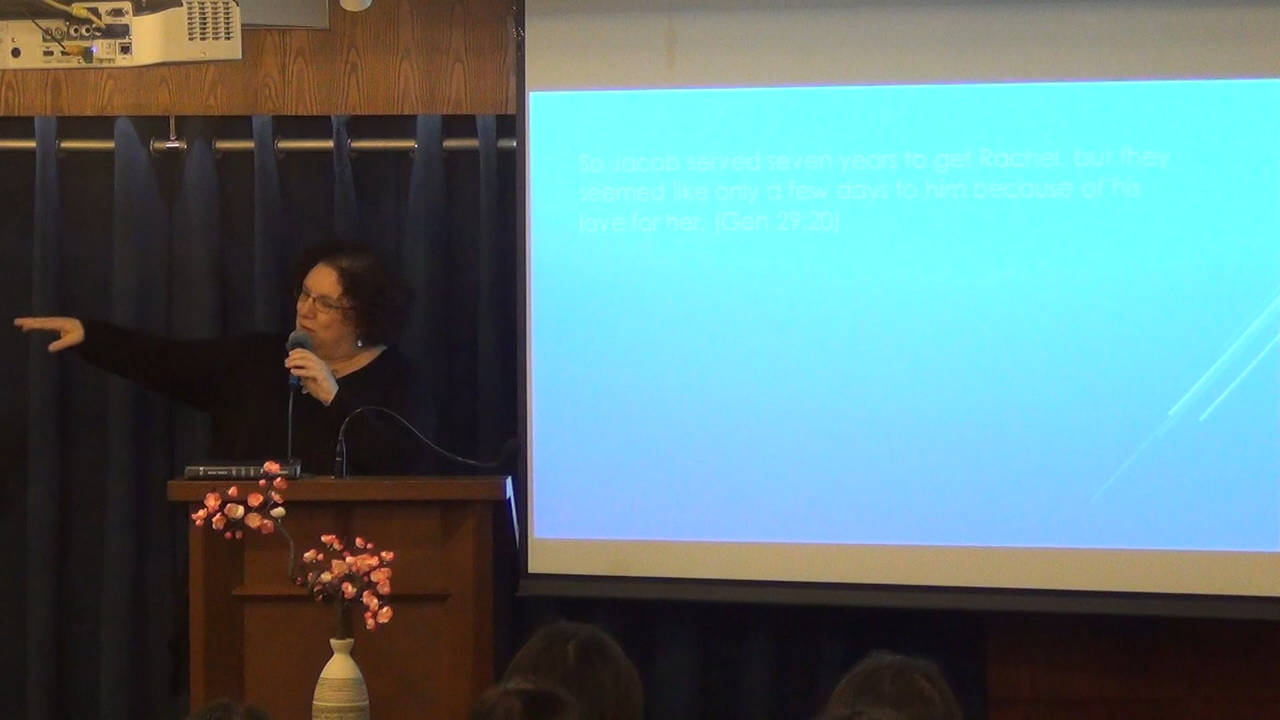 So Jacob served seven years to get Rachel, but they
seemed like only a few days to him because of his
love for her. (Gen 29:20)